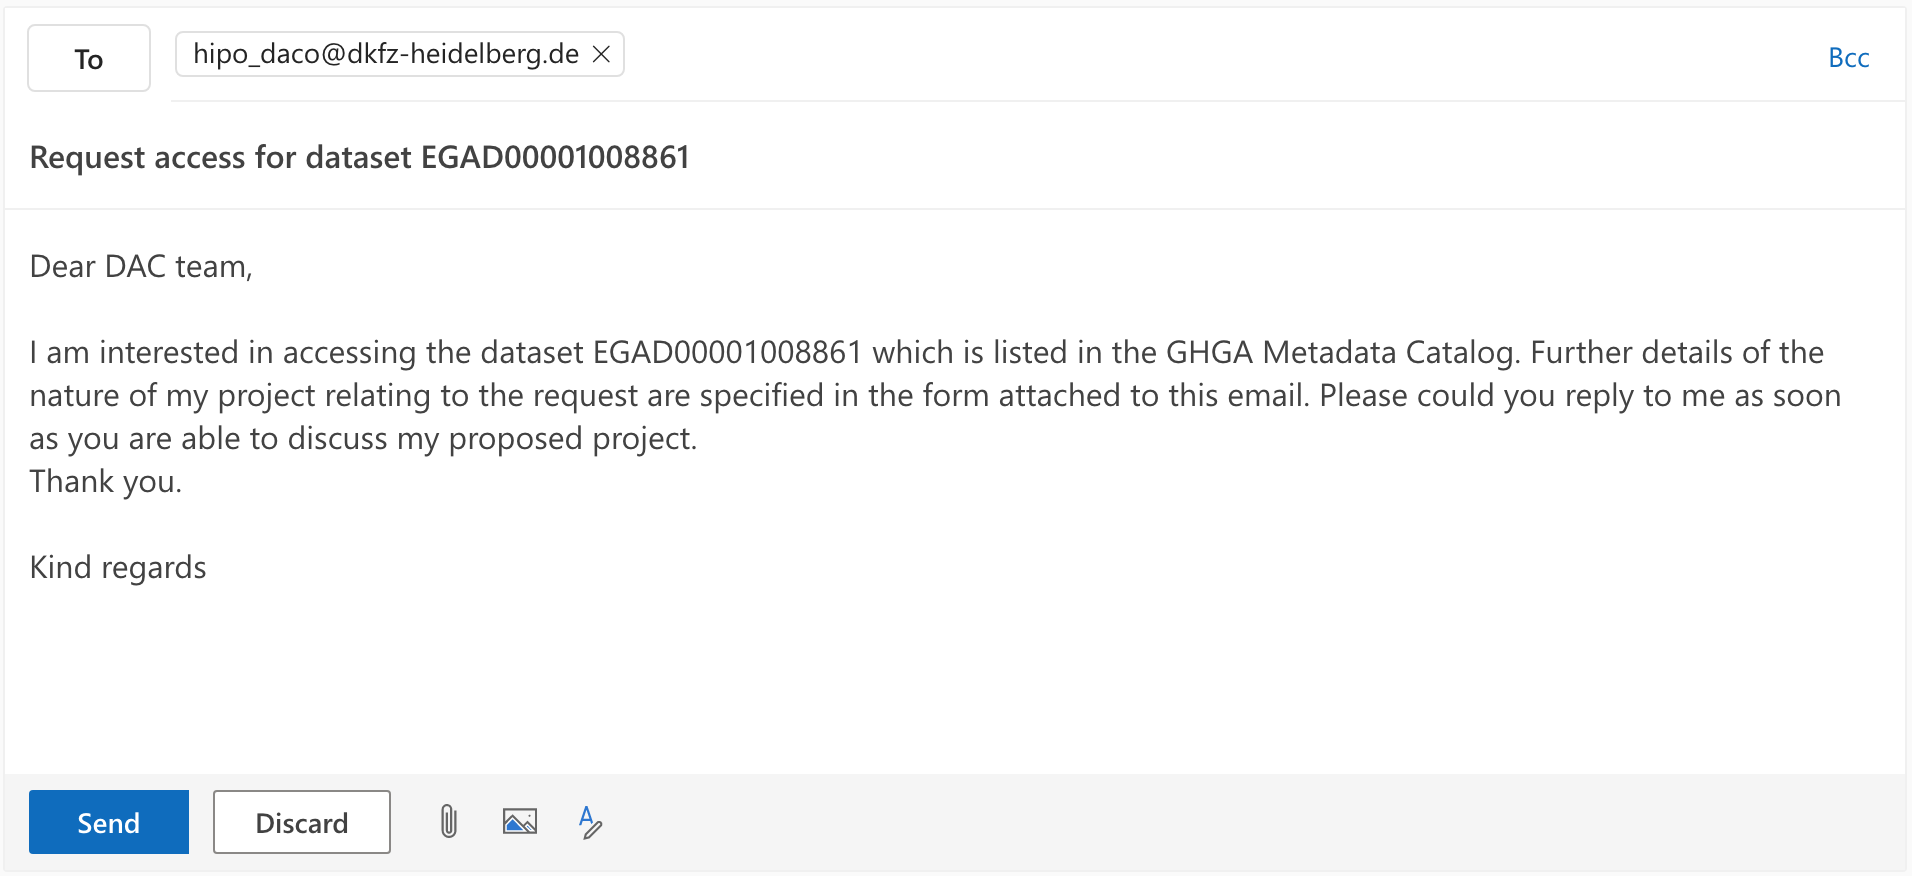 To
hipo_daco@dkfz-heidelberg.de
Bcc
Request access for dataset EGAD00001008861
Dear DAC team,
I am interested in accessing the dataset EGAD00001008861 which is listed in the GHGA Metadata Catalog. Further details of the
nature of my project relating to the request are specified in the form attached to this email. Please could you reply to me as soon
as you are able to discuss my proposed project.
Thank you.
Kind regards
Send
Discard